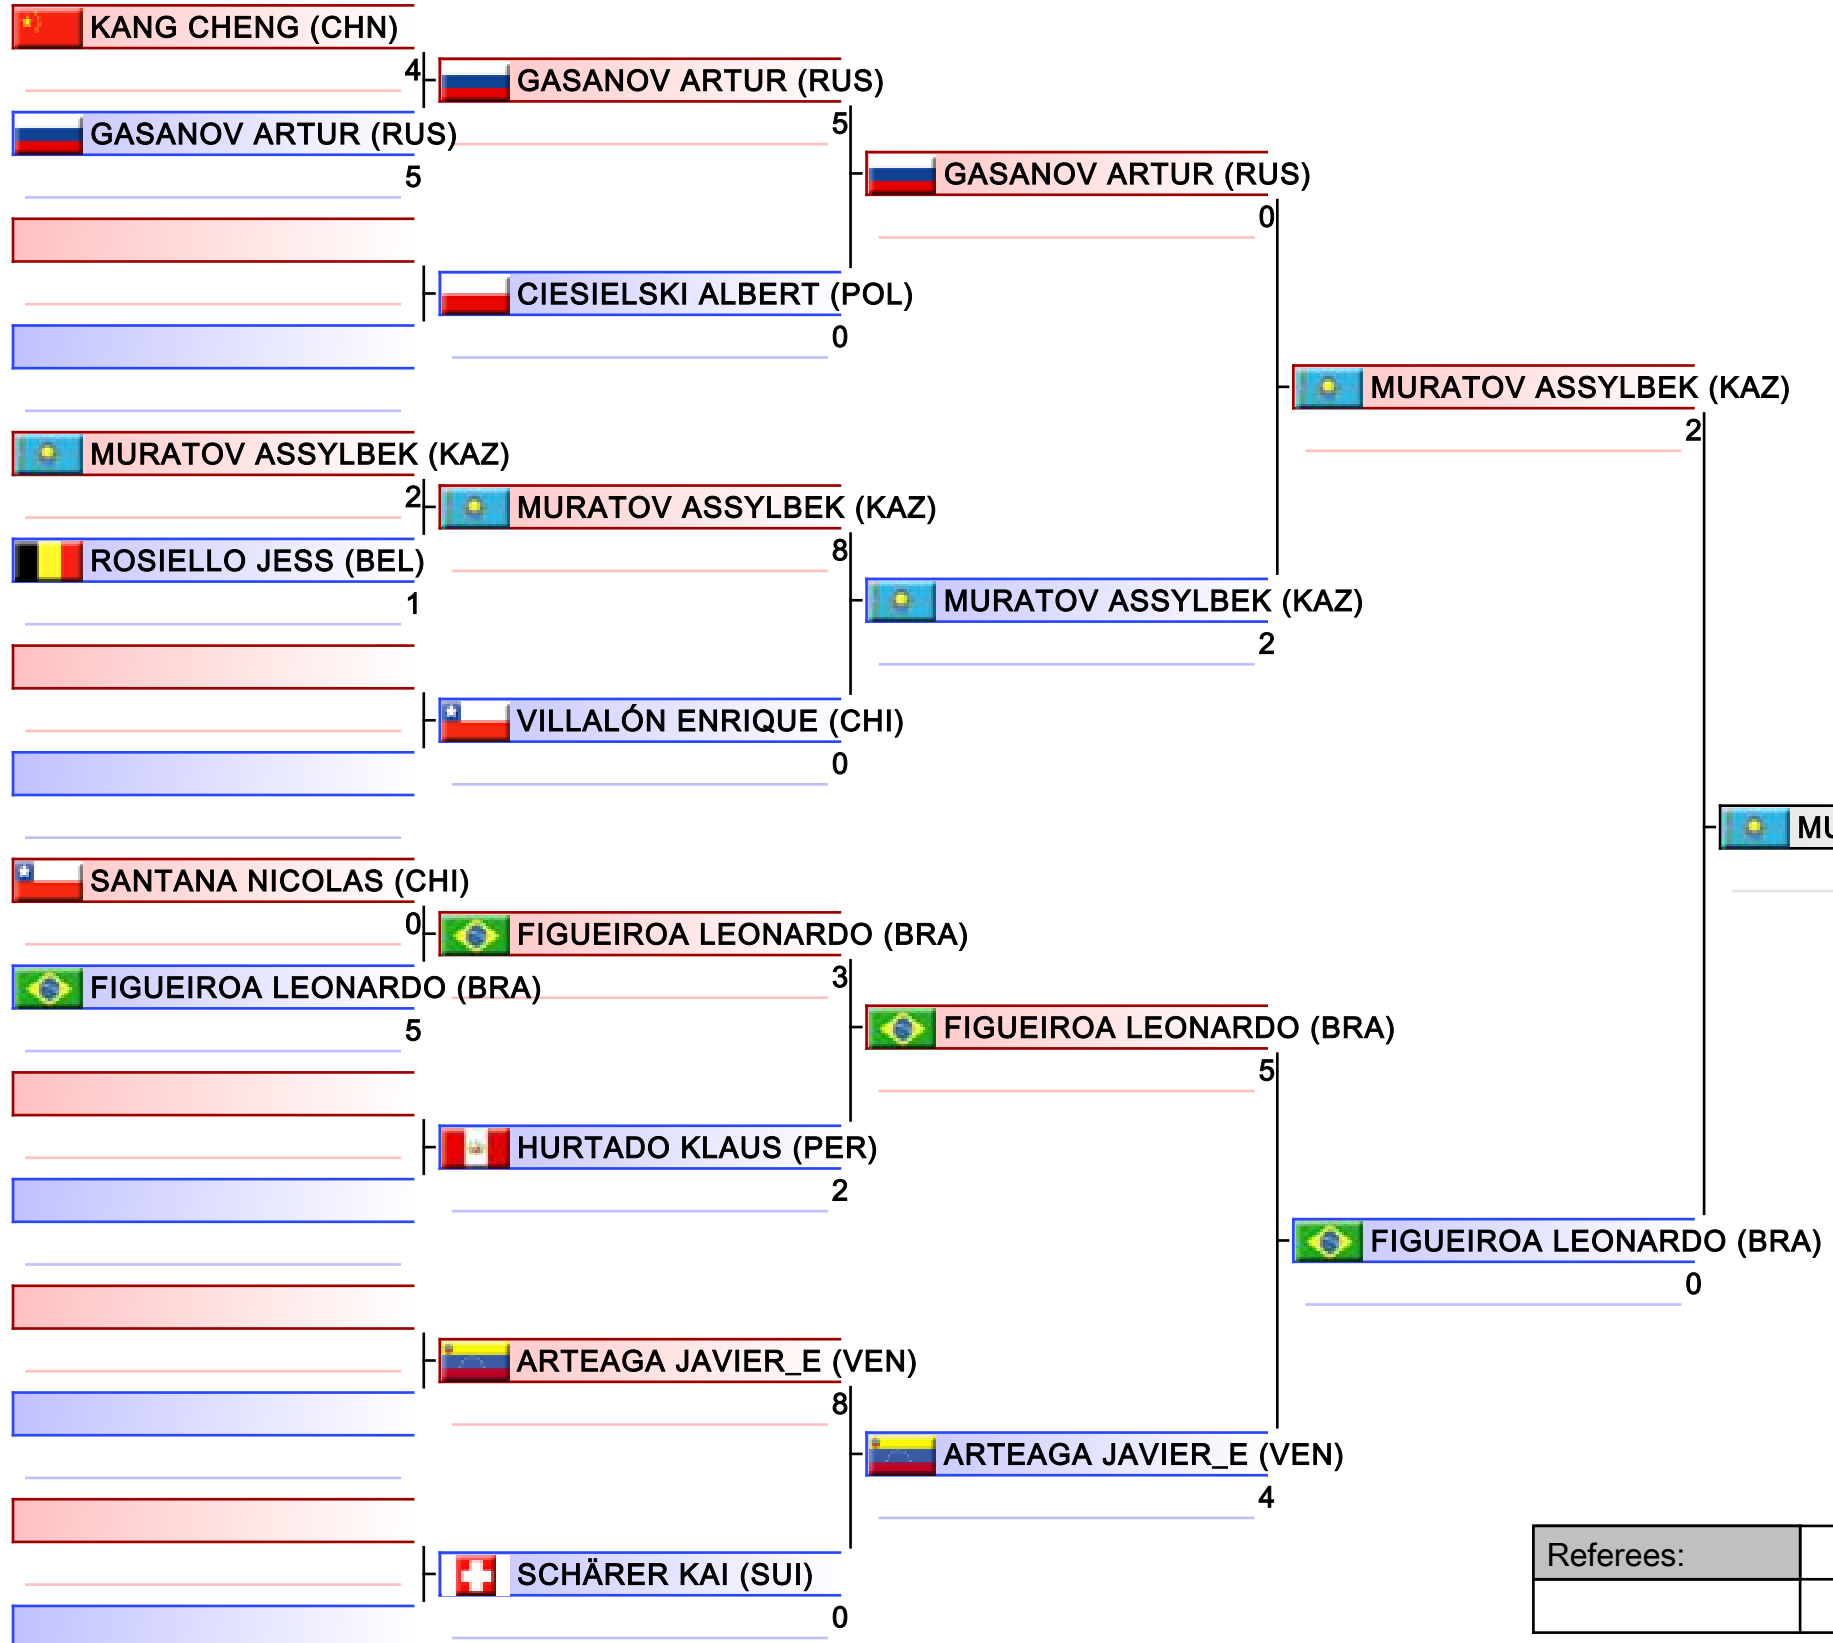 KANG CHENG (CHN)
4
GASANOV ARTUR (RUS)
5
MURATOV ASSYLBEK (KAZ)
2
ROSIELLO JESS (BEL)
1
SANTANA NICOLAS (CHI)
0
FIGUEIROA LEONARDO (BRA)
5
GASANOV ARTUR (RUS)
5
CIESIELSKI ALBERT (POL)
0
MURATOV ASSYLBEK (KAZ)
8
VILLALÓN ENRIQUE (CHI)
0
FIGUEIROA LEONARDO (BRA)
3
HURTADO KLAUS (PER)
2
ARTEAGA JAVIER_E (VEN)
8
SCHÄRER KAI (SUI)
0
GASANOV ARTUR (RUS)
0
MURATOV ASSYLBEK (KAZ)
2
FIGUEIROA LEONARDO (BRA)
5
ARTEAGA JAVIER_E (VEN)
4
MURATOV ASSYLBEK (KAZ)
2
FIGUEIROA LEONARDO (BRA)
0
MU
Referees: